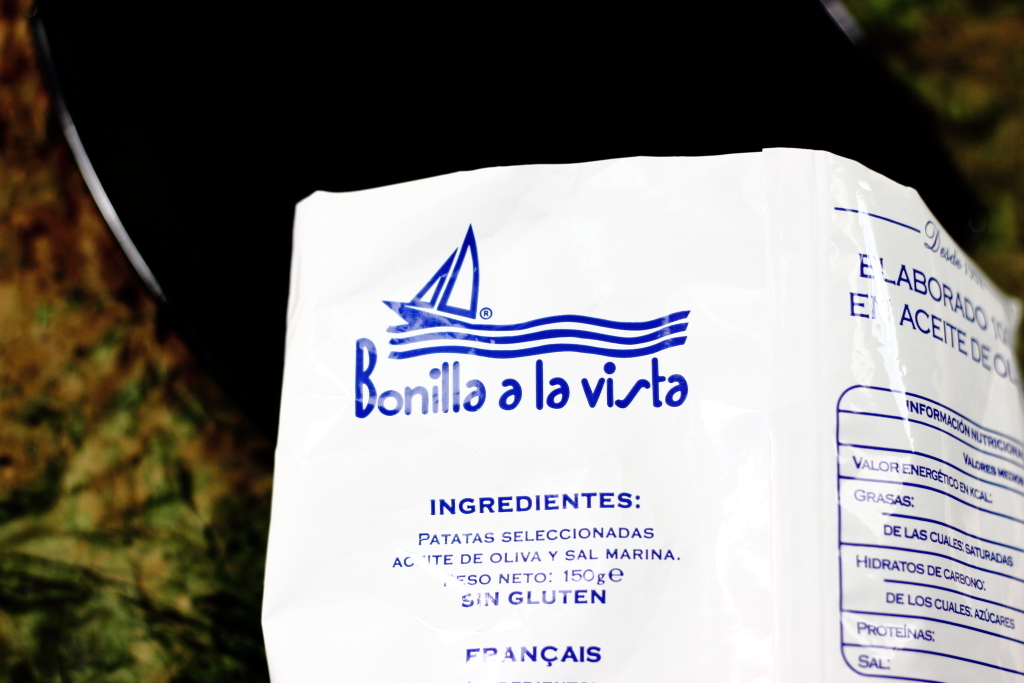 ®
Bonilla a la vista
INGREDIENTES:
PATATAS SELECCIONADAS
ACEITE DE OLIVA Y SAL MARINA.
PESO NETO: 150g e
SIN GLUTEN
FRANÇAIS
Desde
ELABORADO
EN ACEITE DE
INFORMACIÓN NUTRICIONAL
VALORES MEDIOS
VALOR ENERGÉTICO EN KCAL:
GRASAS:
DE LAS CUALES: SATURADAS
HIDRATOS DE CARBONO:
DE LOS CUALES: AZÚCARES
PROTEÍNAS:
SAL: